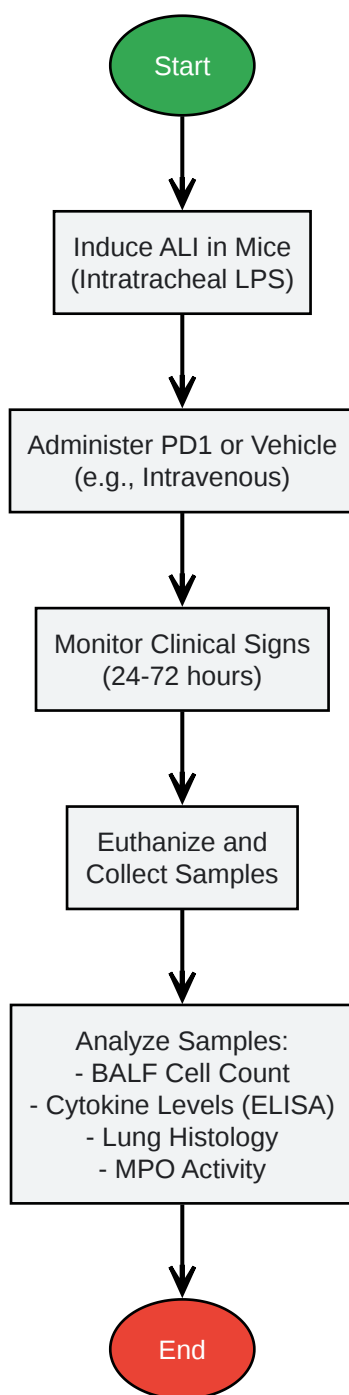 Start
Induce ALI in Mice
(Intratracheal LPS)
Administer PD1 or Vehicle
(e.g., Intravenous)
Monitor Clinical Signs
(24-72 hours)
Euthanize and
Collect Samples
Analyze Samples:
- BALF Cell Count
- Cytokine Levels (ELISA)
- Lung Histology
- MPO Activity
End